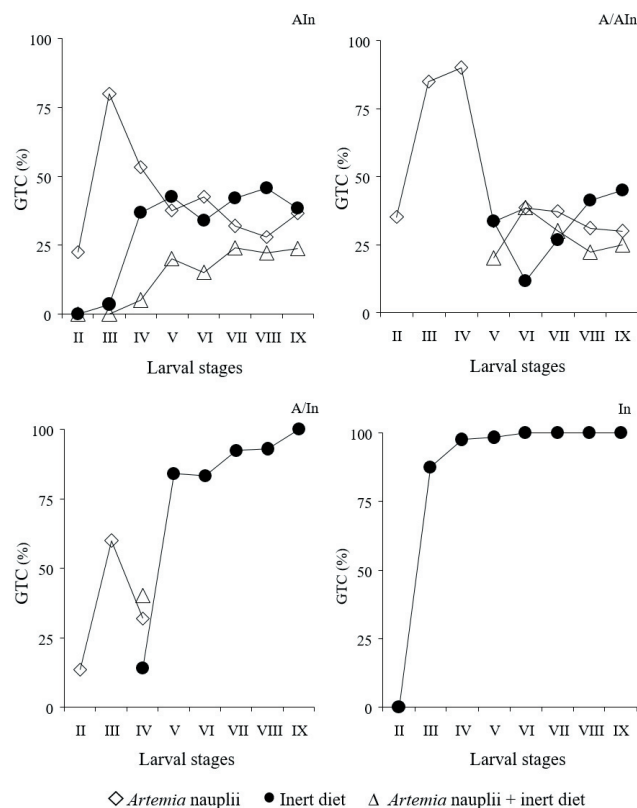 AIn
100
75
50
25
0
GTC (%)
II III IV V VI VII VIII IX
Larval stages
A/AIn
100
75
50
25
0
GTC (%)
II III IV V VI VII VIII IX
Larval stages
A/In
100
75
50
25
0
GTC (%)
II III IV V VI VII VIII IX
Larval stages
In
100
75
50
25
0
GTC (%)
II III IV V VI VII VIII IX
Larval stages
Artemia nauplii Inert diet Artemia nauplii + inert diet